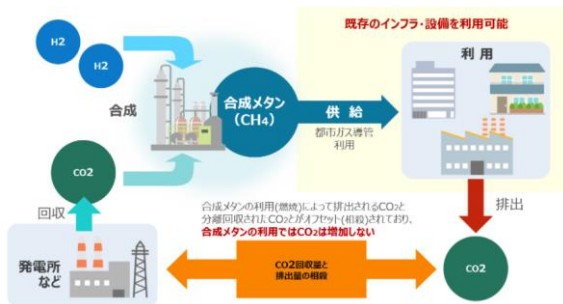 既存のインフラ・設備を利用可能
H2
H2
合成
合成メタン
（CH4）
供 給
都市ガス導管
利用
利 用
CO2
回収
排出
合成メタンの利用(燃焼)によって排出されるCO₂と
分離回収されたCO₂とがオフセット(相殺)されており、
合成メタンの利用ではCO₂は増加しない
発電所
など
CO2回収量と
排出量の相殺
CO2